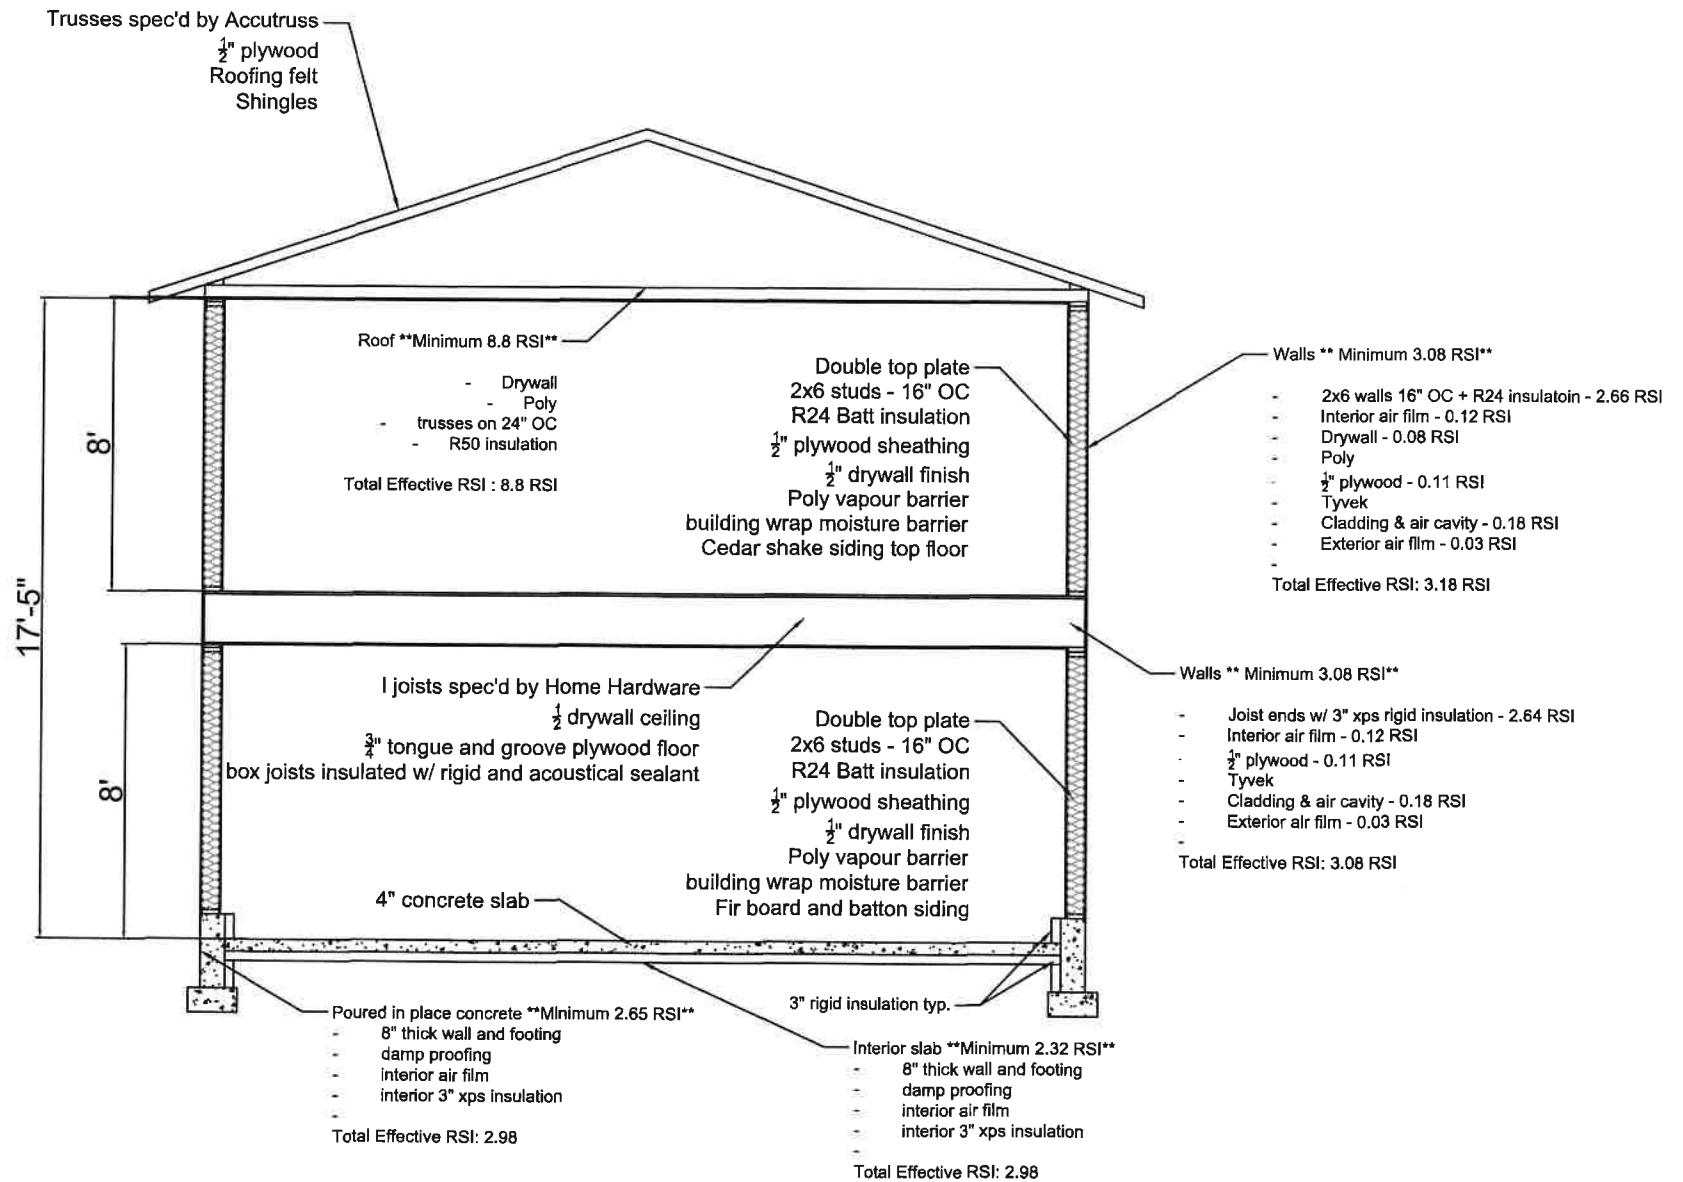 Trusses spec'd by Accutruss
½" plywood
Roofing felt
Shingles
Roof **Minimum 8.8 RSI**
- Drywall
- Poly
- trusses on 24" OC
- R50 insulation
Total Effective RSI : 8.8 RSI
Double top plate
2x6 studs - 16" OC
R24 Batt insulation
½" plywood sheathing
½" drywall finish
Poly vapour barrier
building wrap moisture barrier
Cedar shake siding top floor
Walls ** Minimum 3.08 RSI**
- 2x6 walls 16" OC + R24 insulatoin - 2.66 RSI
- Interior air film - 0.12 RSI
- Drywall - 0.08 RSI
- Poly
- ½" plywood - 0.11 RSI
- Tyvek
- Cladding & air cavity - 0.18 RSI
- Exterior air film - 0.03 RSI
-
Total Effective RSI: 3.18 RSI
8'
17'-5"
8'
I joists spec'd by Home Hardware
½ drywall ceiling
¾" tongue and groove plywood floor
box joists insulated w/ rigid and acoustical sealant
Double top plate
2x6 studs - 16" OC
R24 Batt insulation
½" plywood sheathing
½" drywall finish
Poly vapour barrier
building wrap moisture barrier
Fir board and batton siding
Walls ** Minimum 3.08 RSI**
- Joist ends w/ 3" xps rigid insulation - 2.64 RSI
- Interior air film - 0.12 RSI
- ½" plywood - 0.11 RSI
- Tyvek
- Cladding & air cavity - 0.18 RSI
- Exterior air film - 0.03 RSI
-
Total Effective RSI: 3.08 RSI
4" concrete slab
3" rigid insulation typ.
Poured in place concrete **Minimum 2.65 RSI**
- 8" thick wall and footing
- damp proofing
- interior air film
- interior 3" xps insulation
-
Total Effective RSI: 2.98
Interior slab **Minimum 2.32 RSI**
- 8" thick wall and footing
- damp proofing
- interior air film
- interior 3" xps insulation
-
Total Effective RSI: 2.98